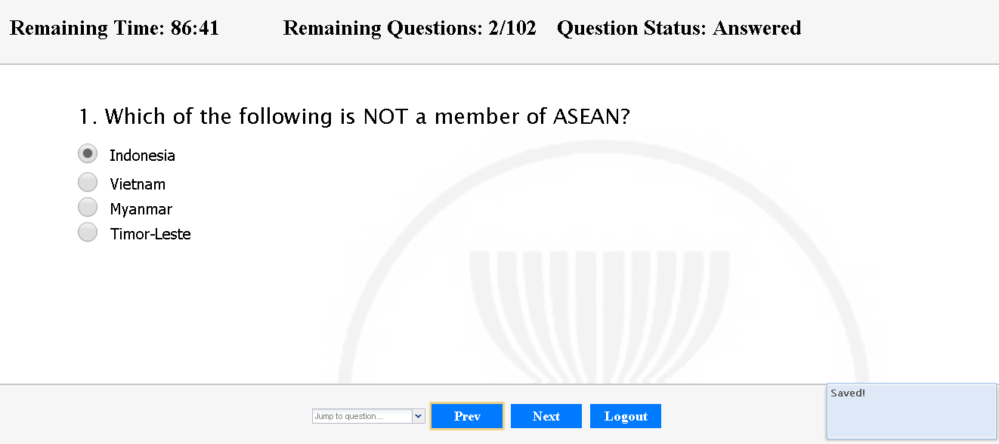 Remaining Time: 86:41 Remaining Questions: 2/102 Question Status: Answered
1. Which of the following is NOT a member of ASEAN?
Indonesia
Vietnam
Myanmar
Timor-Leste
Saved!
Jump to question... Prev Next Logout